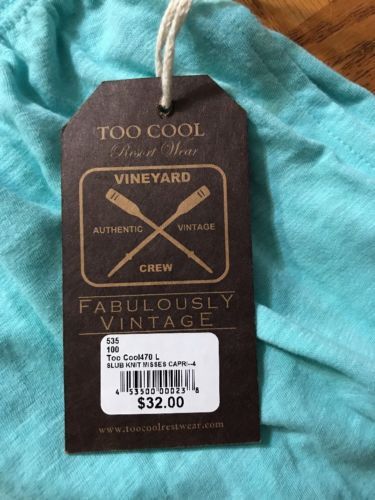 TOO COOL
Resort Wear
VINEYARD
AUTHENTIC VINTAGE
CREW
FABULOUSLY
VINTAGE
535
100
Too Cool470 L
SLUB KNIT MISSES CAPRI--4
4 53500 00023 8
$32.00
www.toocoolrestwear.com